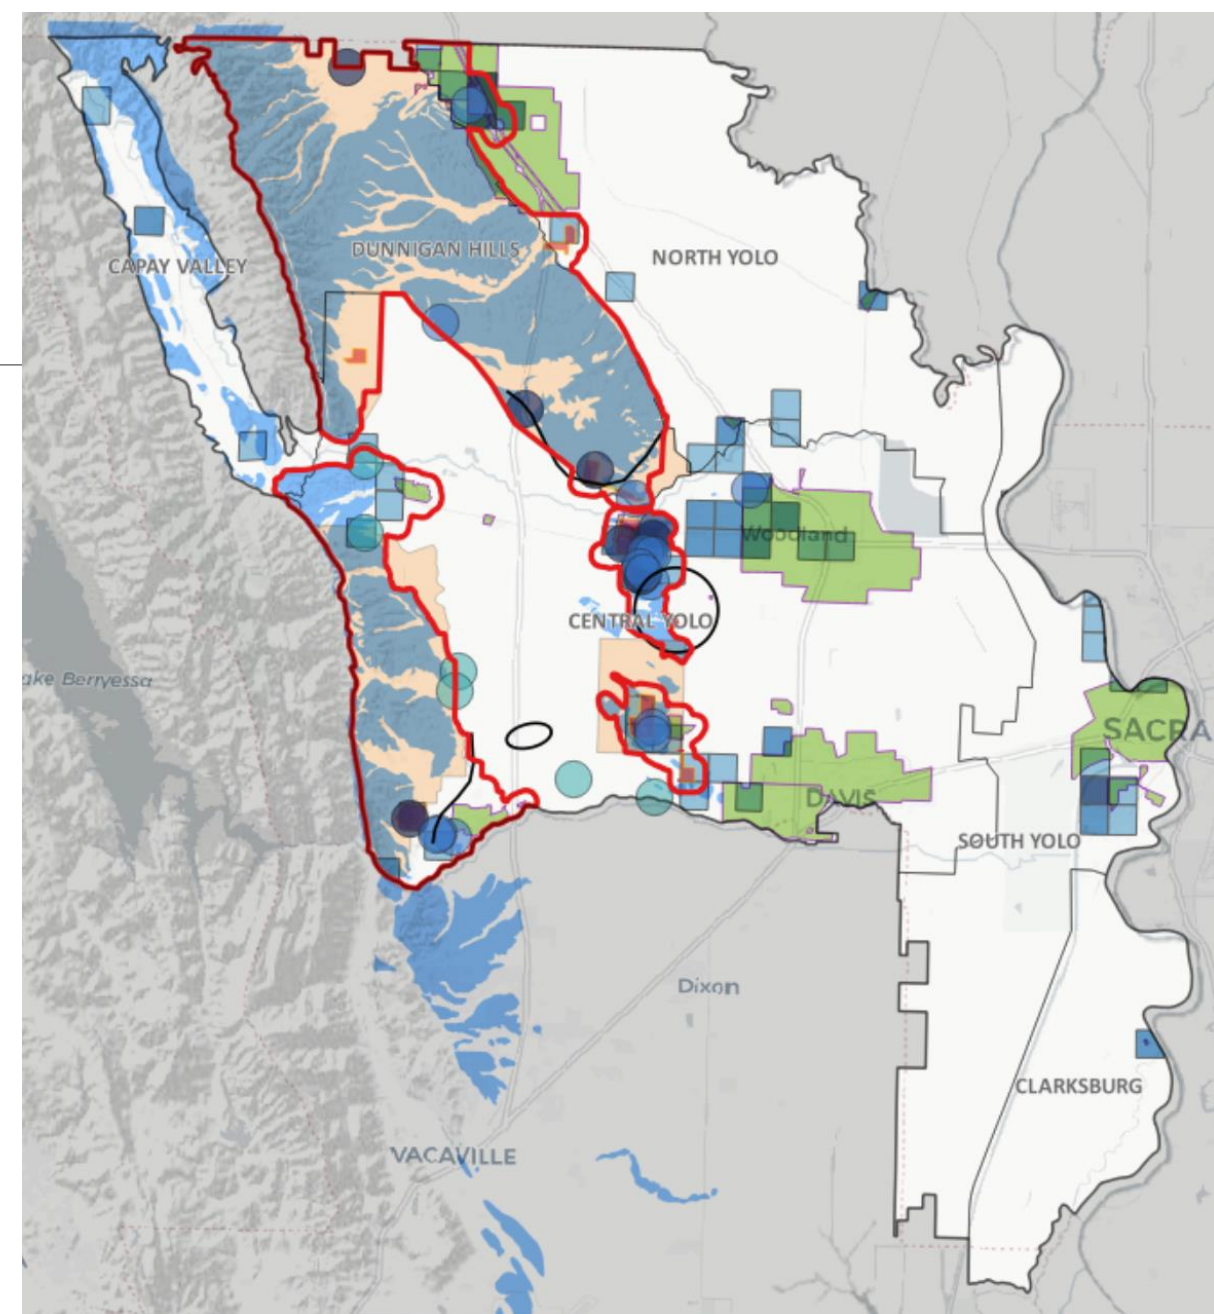 DUNNIGAN HILLS
NORTH YOLO
CAPAY VALLEY
Woodland
CENTRAL YOLO
ake Berryessa
SACRA
DAVIS
SOUTH YOLO
Dixon
CLARKSBURG
VACAVILLE